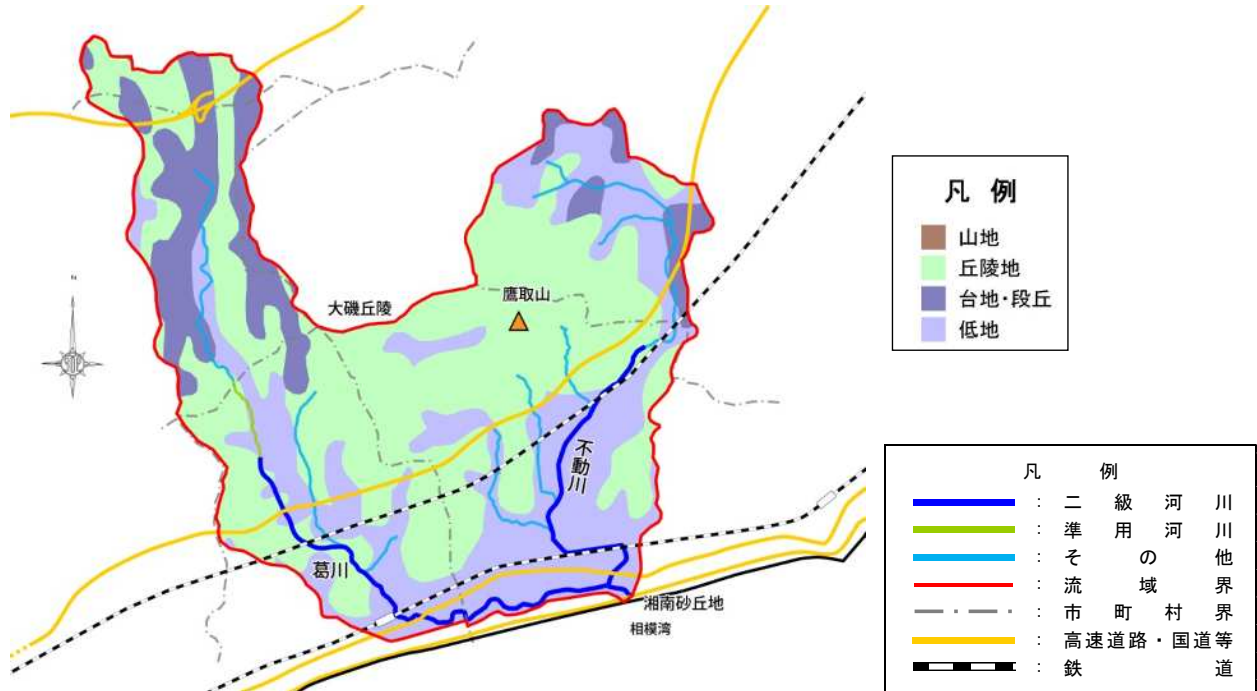 N
大磯丘陵
鷹取山
不動川
葛川
湘南砂丘地
相模湾
凡 例
山地
丘陵地
台地・段丘
低地
凡 例
: 二級河川
: 準用河川
: その他
: 流域界
: 市町村界
: 高速道路・国道等
: 鉄道